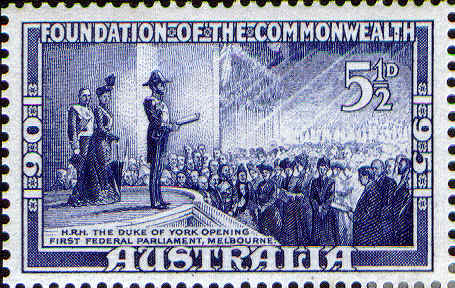 FOUNDATION·OF·THE·COMMONWEALTH
5½D
1901
1951
H.R.H. THE DUKE OF YORK OPENING
FIRST FEDERAL PARLIAMENT, MELBOURNE.
AUSTRALIA